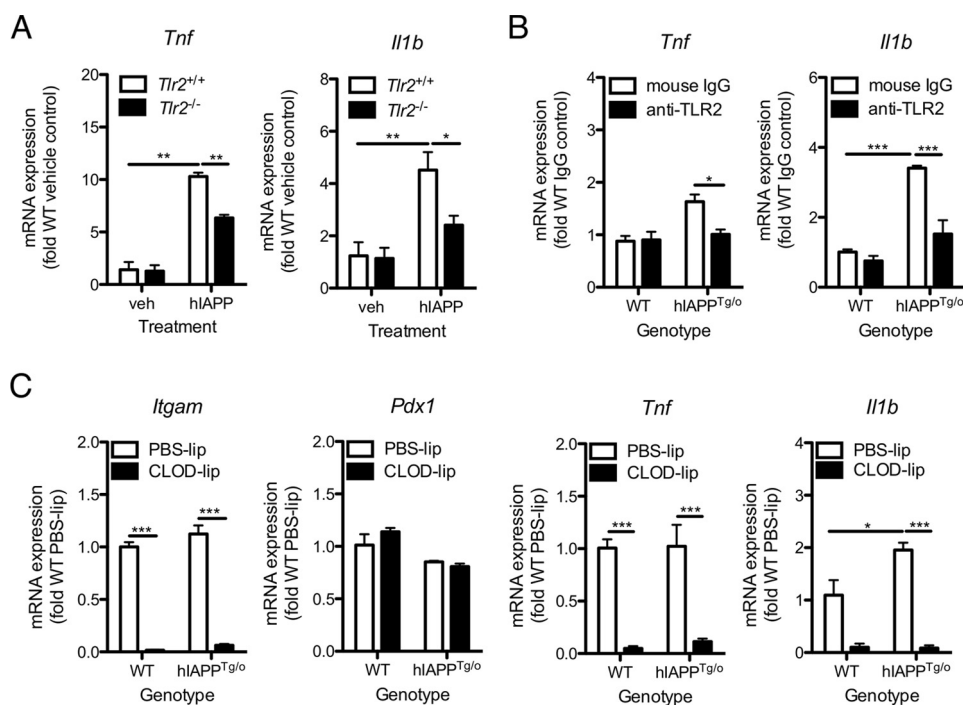 A
Tnf
mRNA expression
(fold WT vehicle control)
20
15
10
5
0
Tlr2+/+
Tlr2-/-
**
**
veh
hIAPP
Treatment
Il1b
mRNA expression
(fold WT vehicle control)
8
6
4
2
0
Tlr2+/+
Tlr2-/-
**
*
veh
hIAPP
Treatment
B
Tnf
mRNA expression
(fold WT IgG control)
4
3
2
1
0
mouse IgG
anti-TLR2
*
WT
hIAPPTg/o
Genotype
Il1b
mRNA expression
(fold WT IgG control)
6
4
2
0
mouse IgG
anti-TLR2
***
***
WT
hIAPPTg/o
Genotype
C
Itgam
mRNA expression
(fold WT PBS-lip)
2.0
1.5
1.0
0.5
0.0
PBS-lip
CLOD-lip
***
***
WT
hIAPPTg/o
Genotype
Pdx1
mRNA expression
(fold WT PBS-lip)
2.0
1.5
1.0
0.5
0.0
PBS-lip
CLOD-lip
WT
hIAPPTg/o
Genotype
Tnf
mRNA expression
(fold WT PBS-lip)
2.0
1.5
1.0
0.5
0.0
PBS-lip
CLOD-lip
***
***
WT
hIAPPTg/o
Genotype
Il1b
mRNA expression
(fold WT PBS-lip)
4
3
2
1
0
PBS-lip
CLOD-lip
*
***
WT
hIAPPTg/o
Genotype